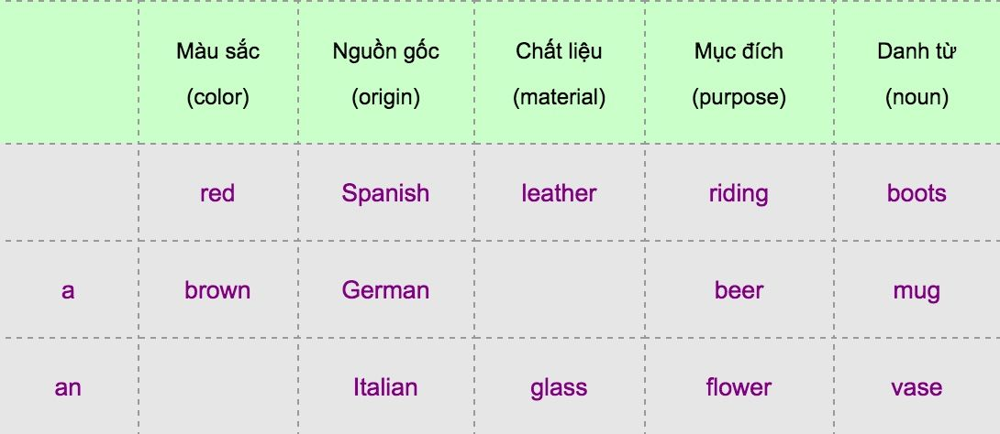 Màu sắc Nguồn gốc Chất liệu Mục đích Danh từ
(color) (origin) (material) (purpose) (noun)
red Spanish leather riding boots
a brown German beer mug
an Italian glass flower vase